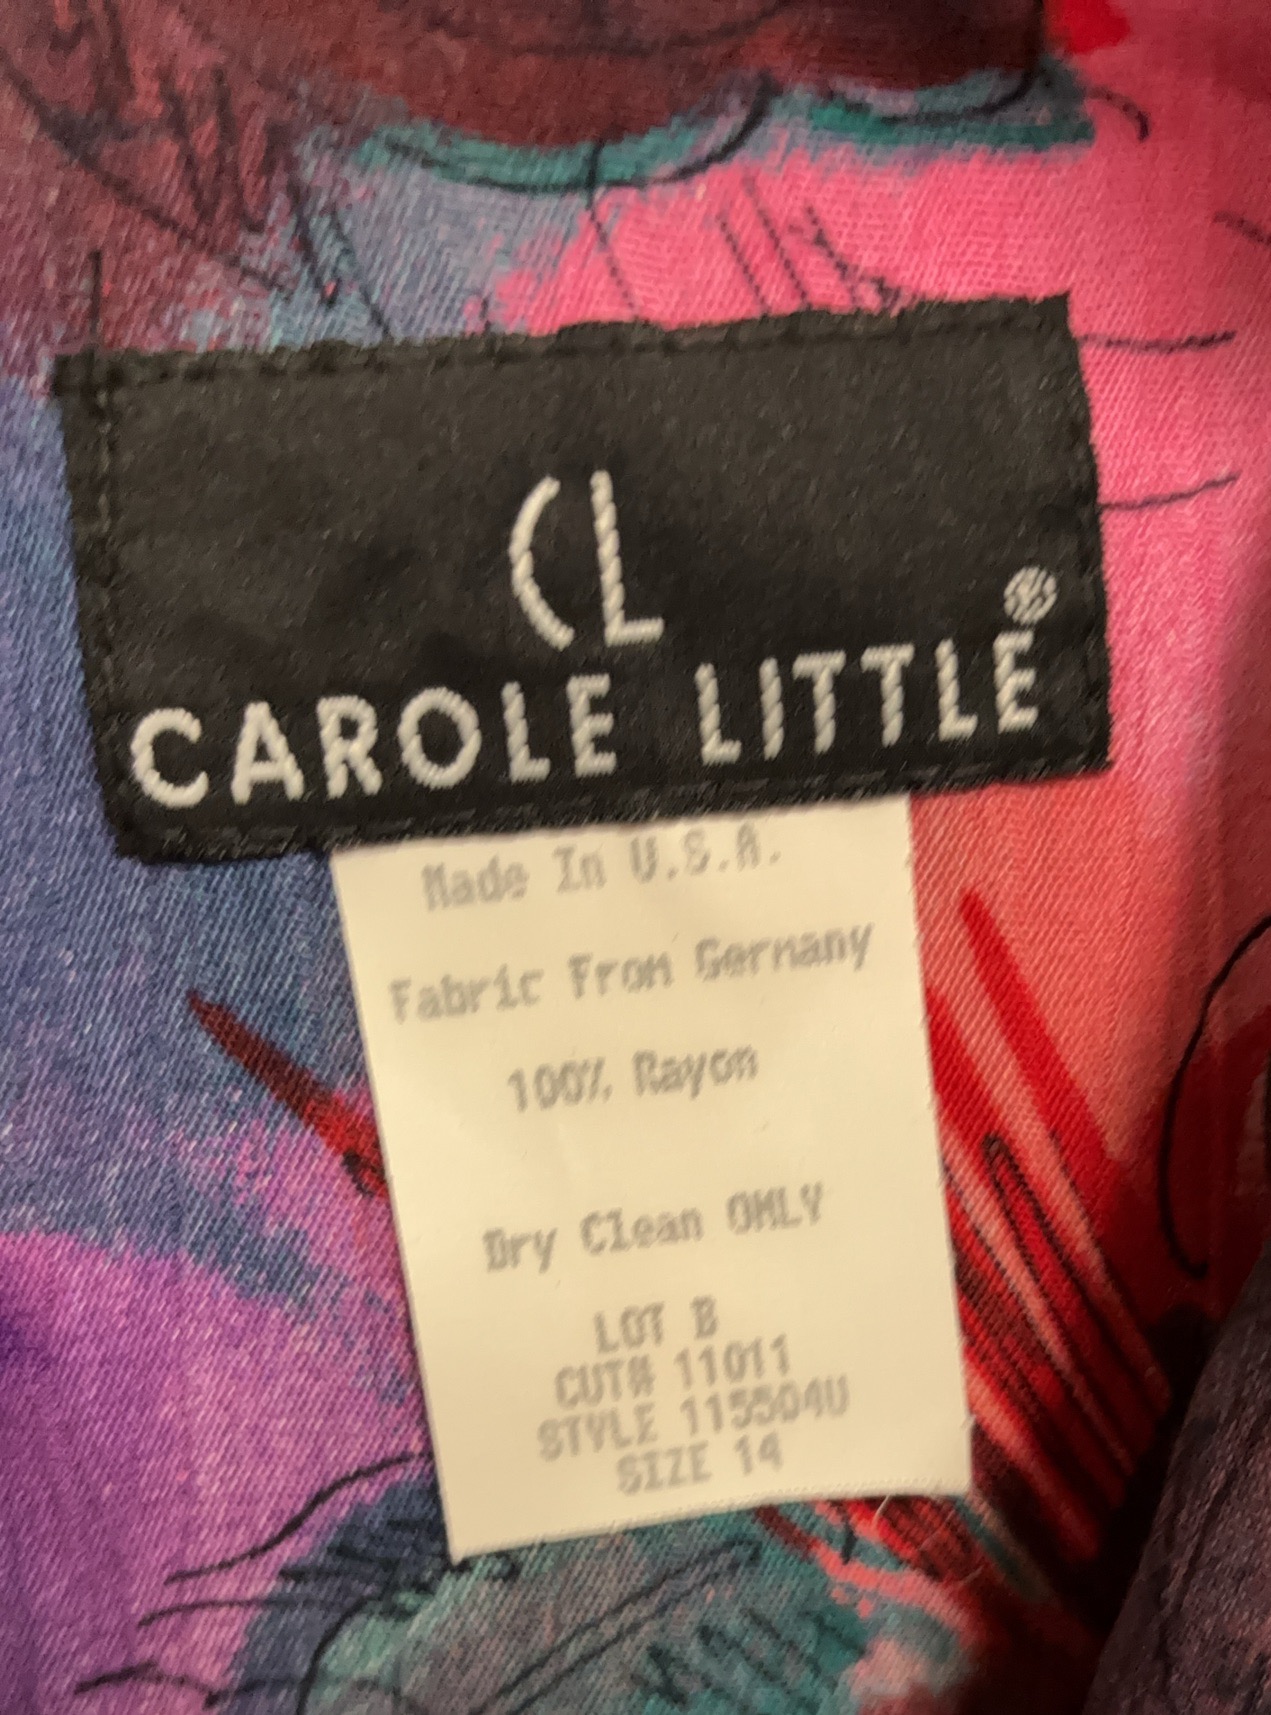 CL
CAROLE LITTLE®
Made In U.S.A.
Fabric From Germany
100% Rayon
Dry Clean ONLY
LOT B
CUT# 11011
STYLE 115504U
SIZE 14